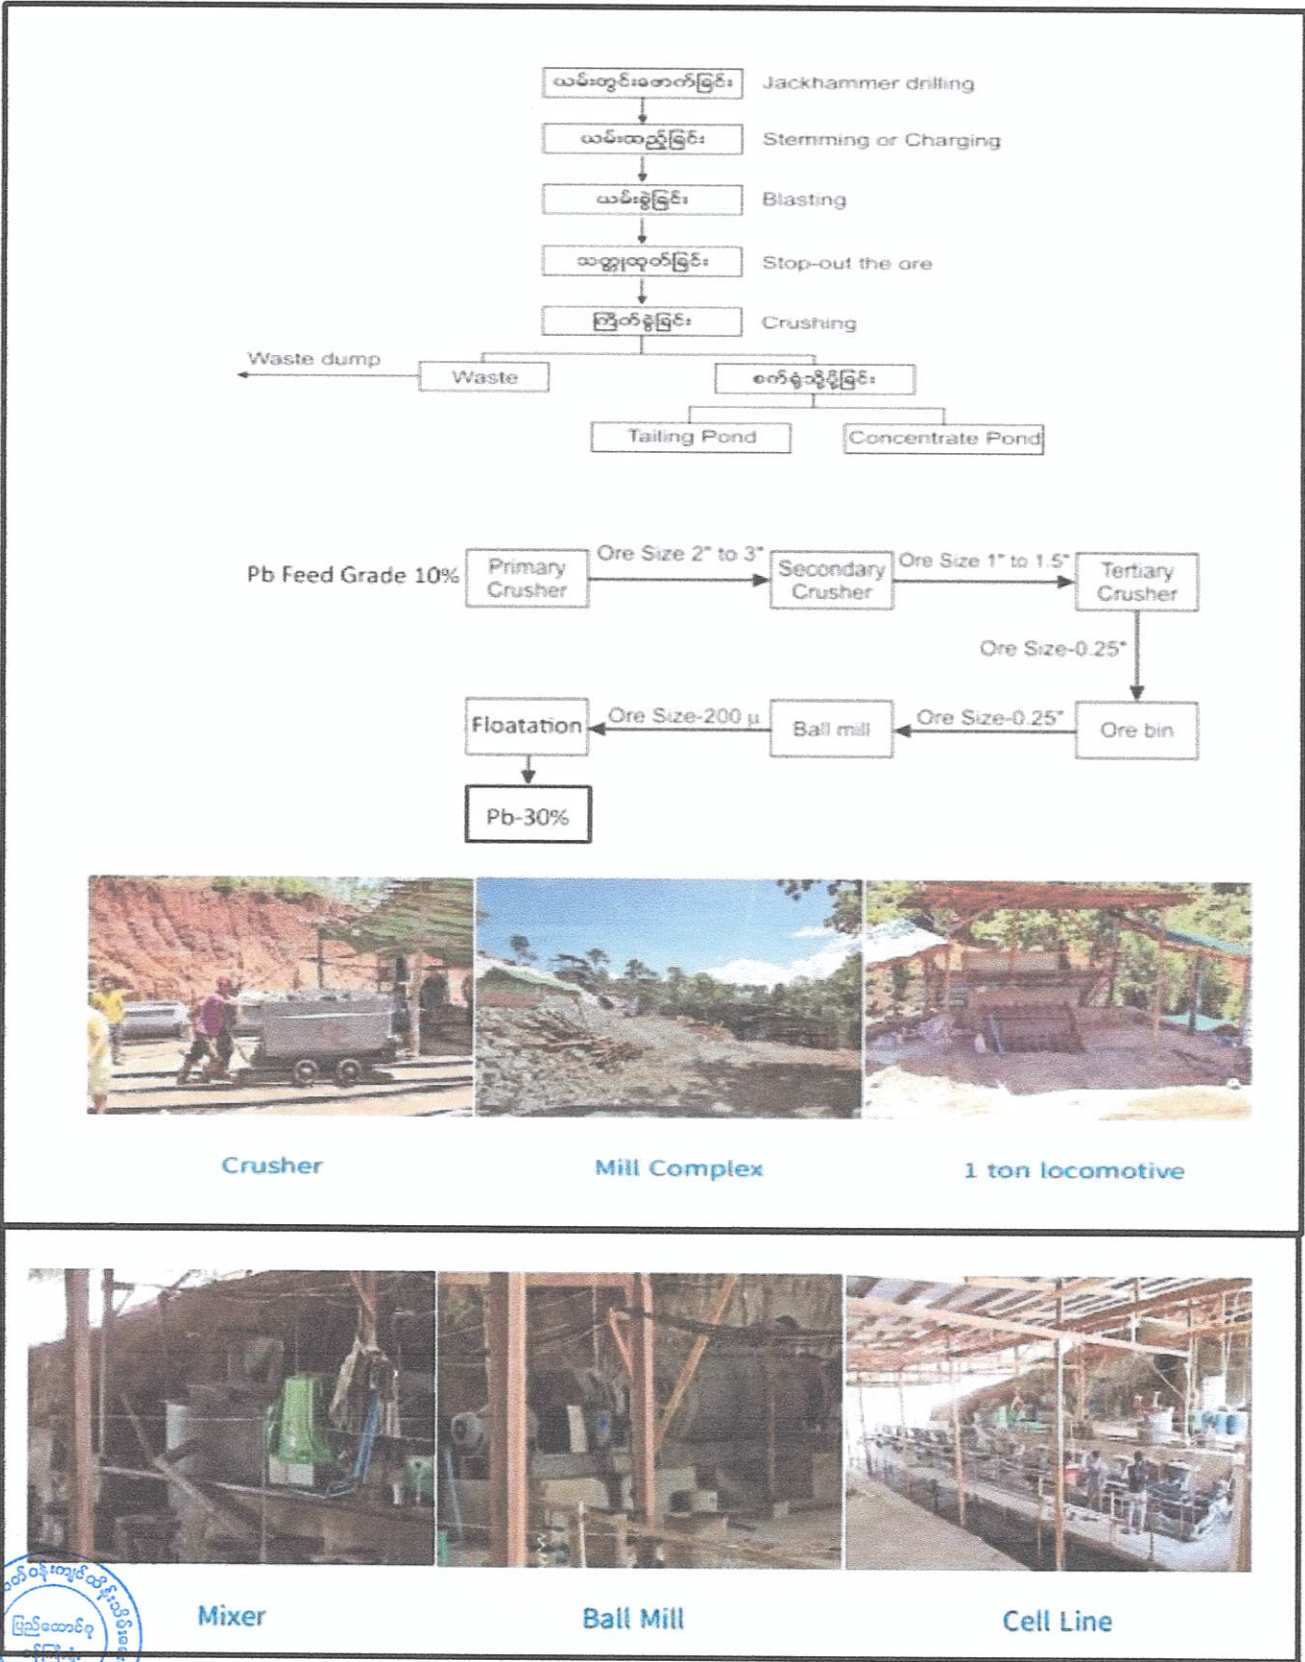 ယမ်းတွင်းဖောက်ခြင်း Jackhammer drilling
ယမ်းထည့်ခြင်း Stemming or Charging
ယမ်းခွဲခြင်း Blasting
သတ္တုထုတ်ခြင်း Stop-out the ore
ကြိတ်ခွဲခြင်း Crushing
Waste dump
Waste
စက်ရုံသို့ပို့ခြင်း
Tailing Pond
Concentrate Pond
Pb Feed Grade 10%
Primary
Crusher
Ore Size 2" to 3"
Secondary
Crusher
Ore Size 1" to 1.5"
Tertiary
Crusher
Ore Size-0.25"
Ore bin
Ore Size-0.25"
Ball mill
Ore Size-200 μ
Floatation
Pb-30%
Crusher
Mill Complex
1 ton locomotive
Mixer
Ball Mill
Cell Line
ပြည်ထောင်စု